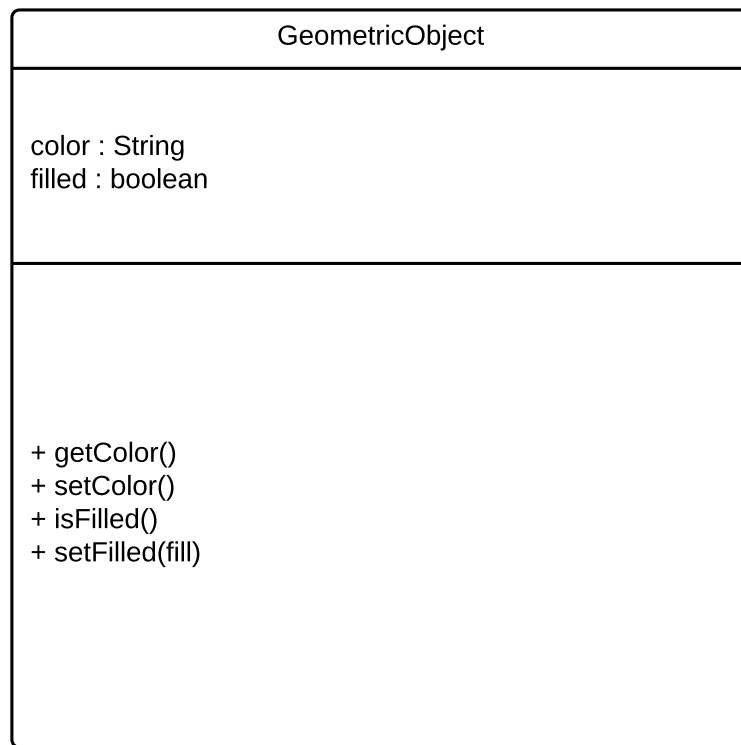 GeometricObject
color : String
filled : boolean
+ getColor()
+ setColor()
+ isFilled()
+ setFilled(fill)